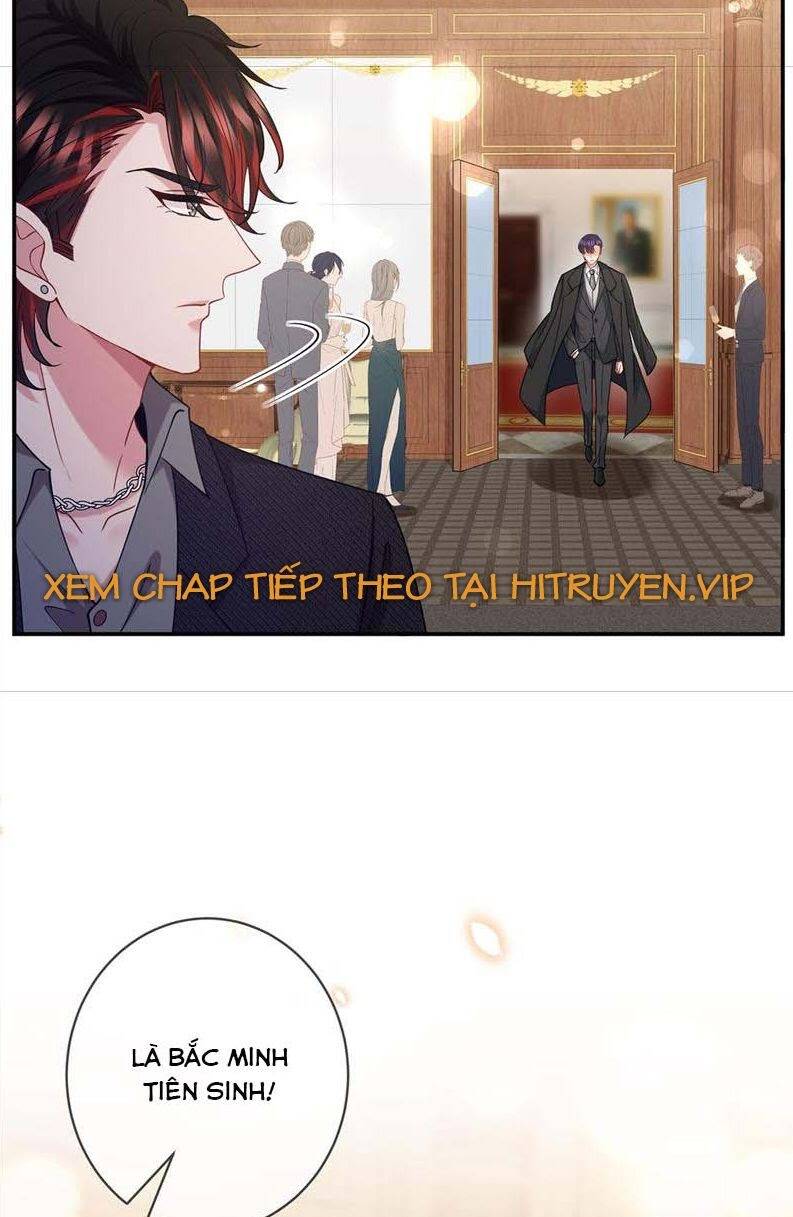 XEM CHAP TIẾP THEO TẠI HITRUYEN.VIP
LÀ BẮC MINH
TIÊN SINH!